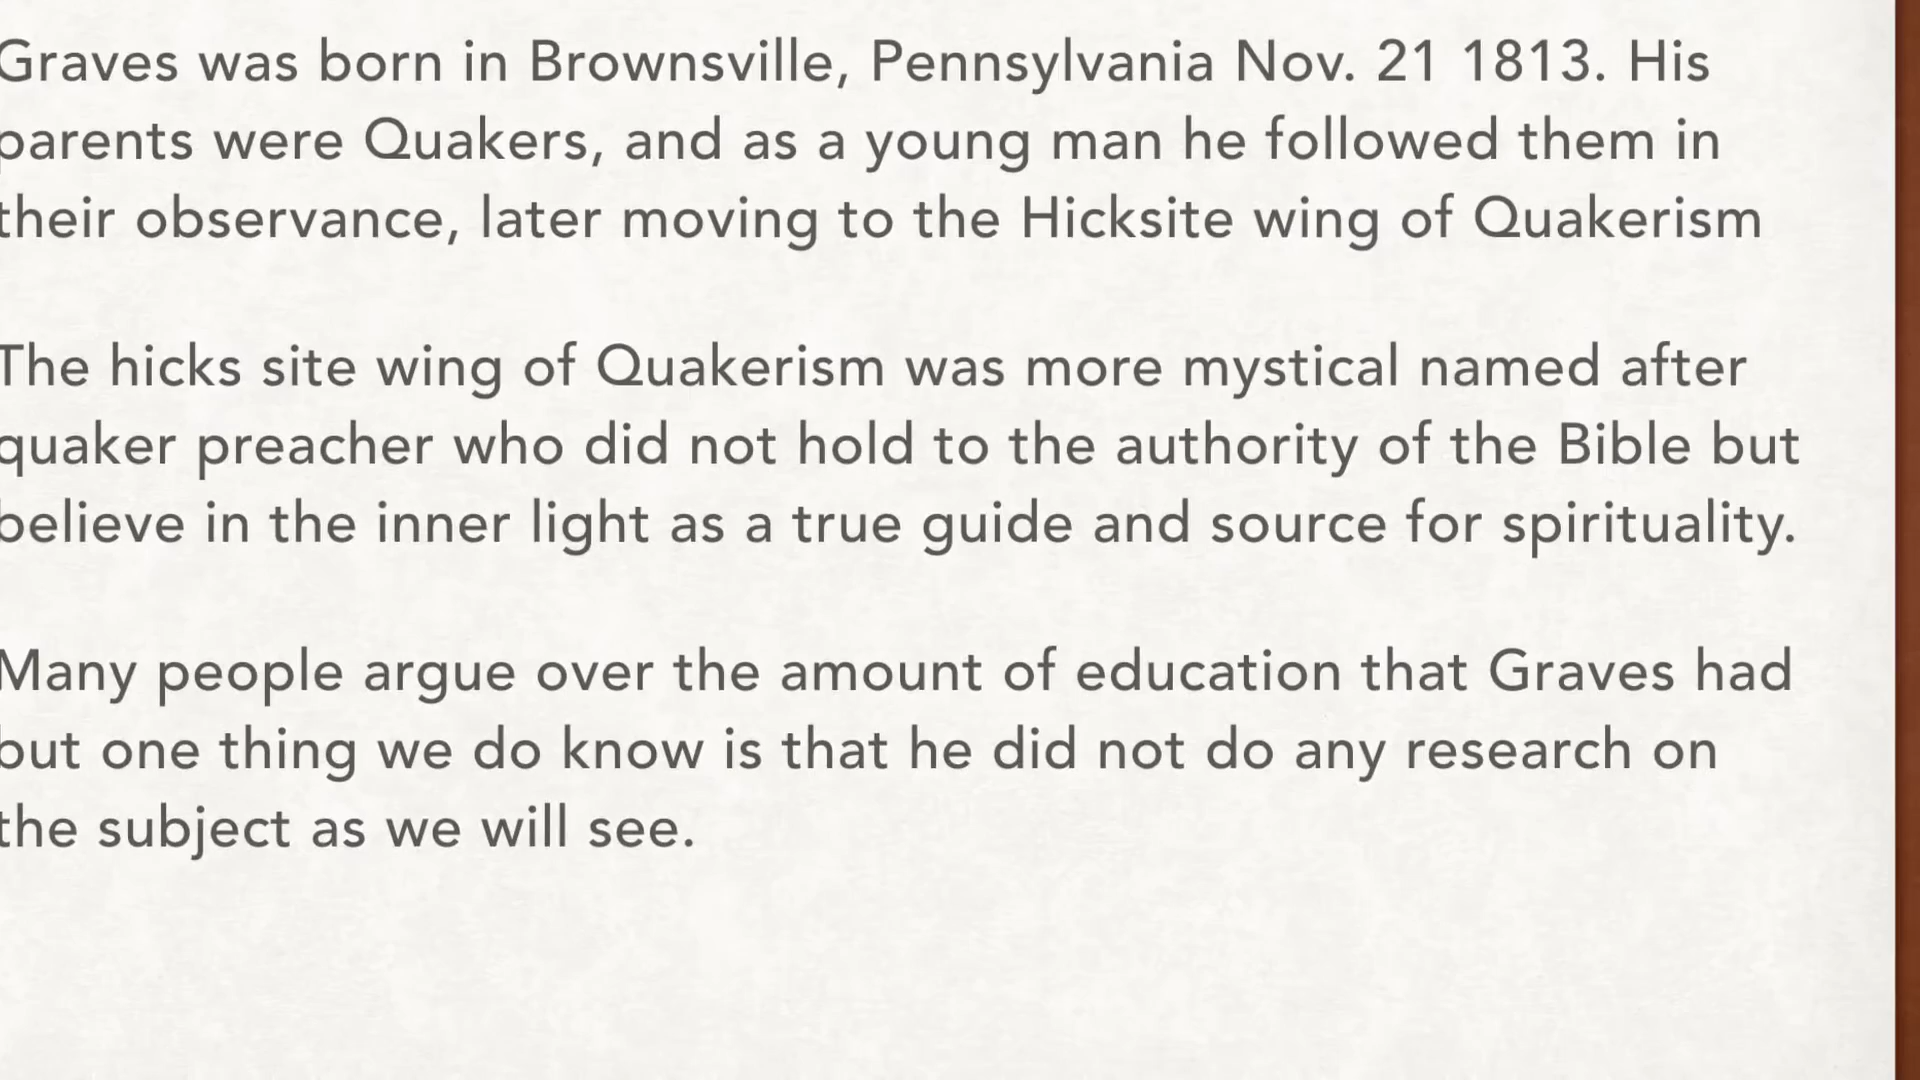 Graves was born in Brownsville, Pennsylvania Nov. 21 1813. His
parents were Quakers, and as a young man he followed them in
their observance, later moving to the Hicksite wing of Quakerism
The hicks site wing of Quakerism was more mystical named after
quaker preacher who did not hold to the authority of the Bible but
believe in the inner light as a true guide and source for spirituality.
Many people argue over the amount of education that Graves had
but one thing we do know is that he did not do any research on
the subject as we will see.